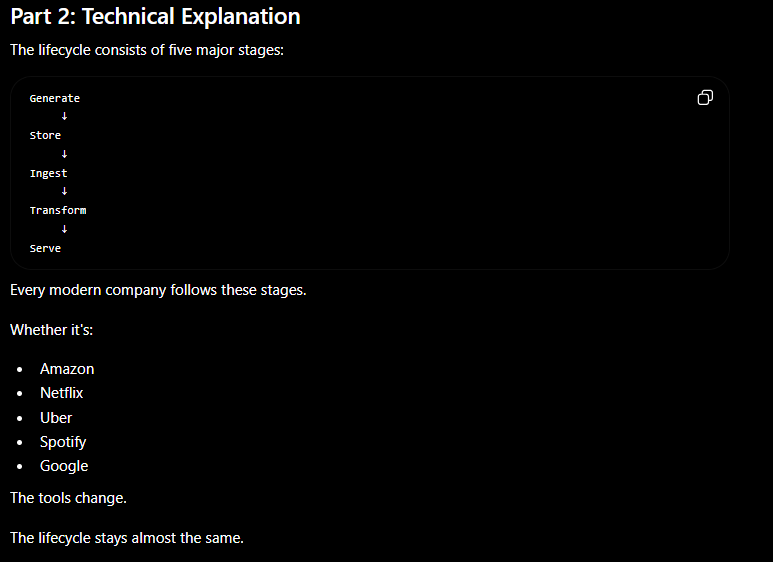 Part 2: Technical Explanation
The lifecycle consists of five major stages:
Generate
↓
Store
↓
Ingest
↓
Transform
↓
Serve
Every modern company follows these stages.
Whether it's:
• Amazon
• Netflix
• Uber
• Spotify
• Google
The tools change.
The lifecycle stays almost the same.